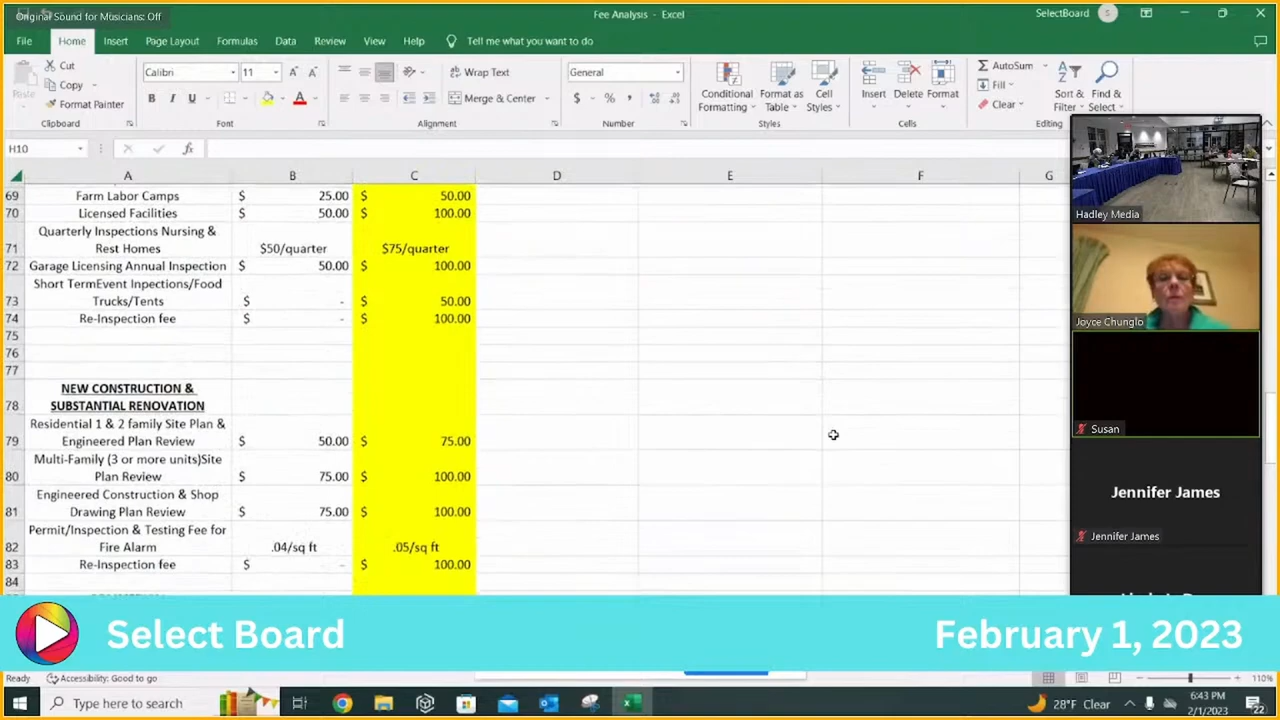 Original Sound for Musicians: Off
Fee Analysis - Excel
SelectBoard S
File Home Insert Page Layout Formulas Data Review View Help Tell me what you want to do
Cut
Copy
Format Painter
Paste
Clipboard
Calibri 11
B I U
Font
Wrap Text
Merge & Center
Alignment
General
$ % ,
Number
Conditional Formatting
Format as Table
Cell Styles
Styles
Insert Delete Format
Cells
AutoSum
Fill
Clear
Sort & Filter
Find & Select
Editing
H10
A B C D E F G
69 Farm Labor Camps $ 25.00 $ 50.00
70 Licensed Facilities $ 50.00 $ 100.00
Quarterly Inspections Nursing &
71 Rest Homes $50/quarter $75/quarter
72 Garage Licensing Annual Inspection $ 50.00 $ 100.00
Short TermEvent Inpections/Food
73 Trucks/Tents $ - $ 50.00
74 Re-Inspection fee $ - $ 100.00
75
76
77
NEW CONSTRUCTION &
78 SUBSTANTIAL RENOVATION
Residential 1 & 2 family Site Plan &
79 Engineered Plan Review $ 50.00 $ 75.00
Multi-Family (3 or more units)Site
80 Plan Review $ 75.00 $ 100.00
Engineered Construction & Shop
81 Drawing Plan Review $ 75.00 $ 100.00
Permit/Inspection & Testing Fee for
82 Fire Alarm .04/sq ft .05/sq ft
83 Re-Inspection fee $ - $ 100.00
84
Hadley Media
Joyce Chunglo
Susan
Jennifer James
Jennifer James
Select Board
February 1, 2023
Ready
Accessibility: Good to go
110%
Type here to search
28°F Clear
6:43 PM
2/1/2023
22